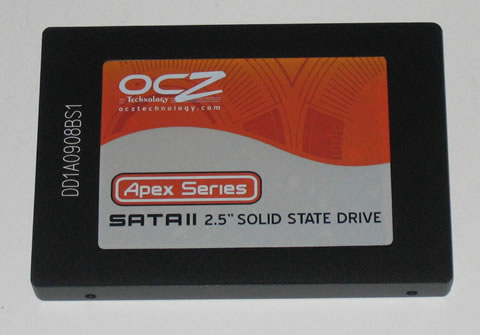 OCZ
Technology
ocztechnology.com
Apex Series
SATAII 2.5" SOLID STATE DRIVE
DD1A0908BS1